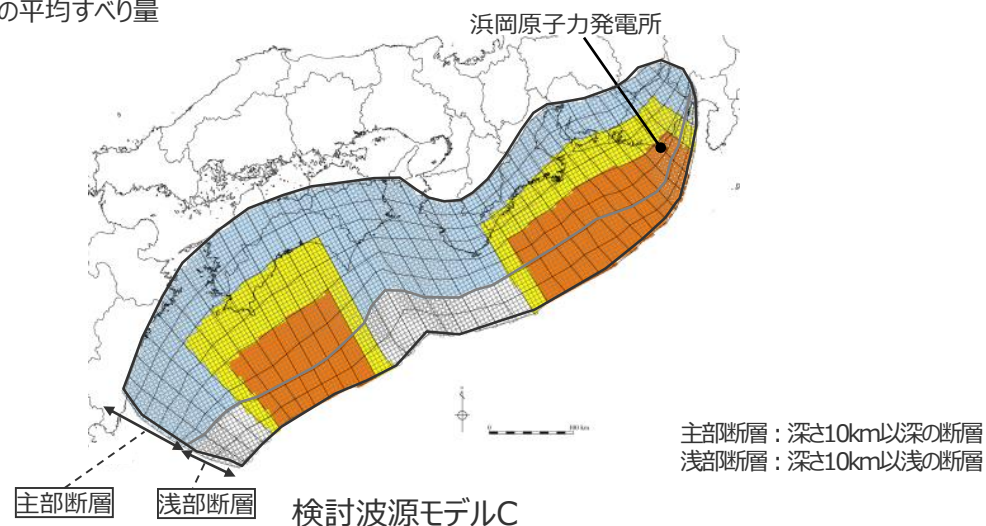 の平均すべり量
浜岡原子力発電所
主部断層：深さ10km以深の断層
浅部断層：深さ10km以浅の断層
主部断層
浅部断層
検討波源モデルC